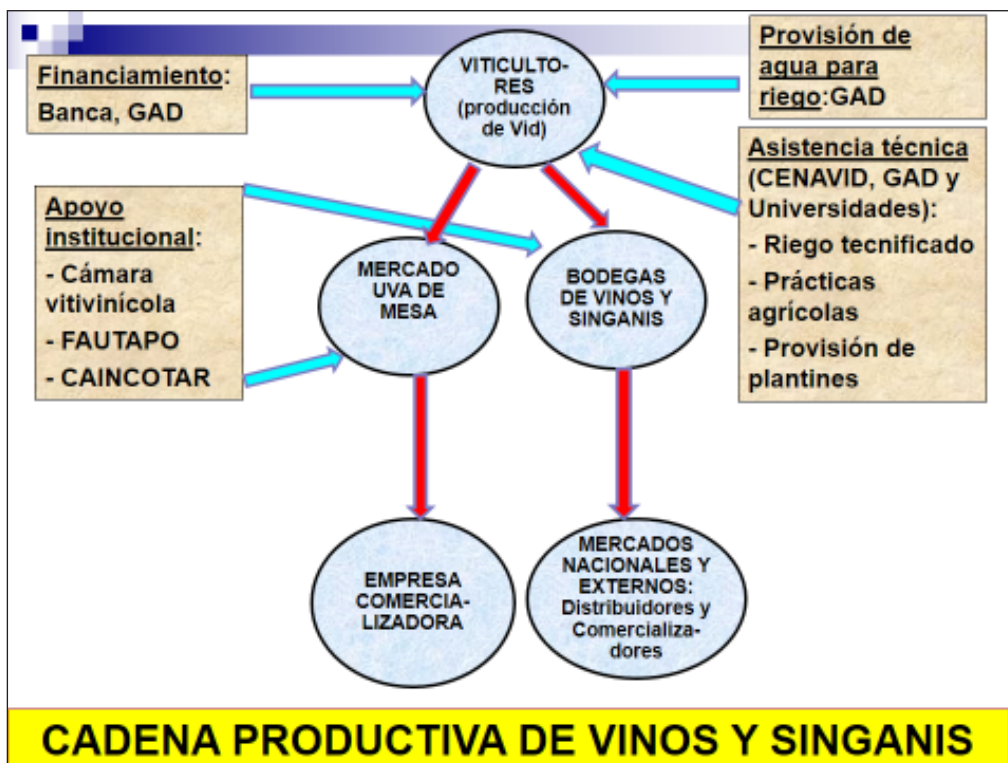 Financiamiento:
Banca, GAD
VITICULTO-
RES
(producción
de Vid)
Provisión de
agua para
riego:GAD
Asistencia técnica
(CENAVID, GAD y
Universidades):
- Riego tecnificado
- Prácticas
agrícolas
- Provisión de
plantines
Apoyo
institucional:
- Cámara
vitivinícola
- FAUTAPO
- CAINCOTAR
MERCADO
UVA DE
MESA
BODEGAS
DE VINOS Y
SINGANIS
EMPRESA
COMERCIA-
LIZADORA
MERCADOS
NACIONALES Y
EXTERNOS:
Distribuidores y
Comercializa-
dores
CADENA PRODUCTIVA DE VINOS Y SINGANIS